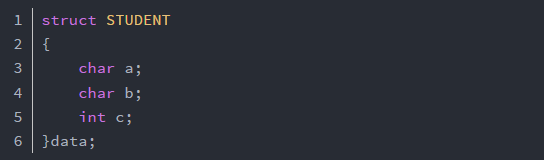 1 struct STUDENT
2 {
3     char a;
4     char b;
5     int c;
6 }data;